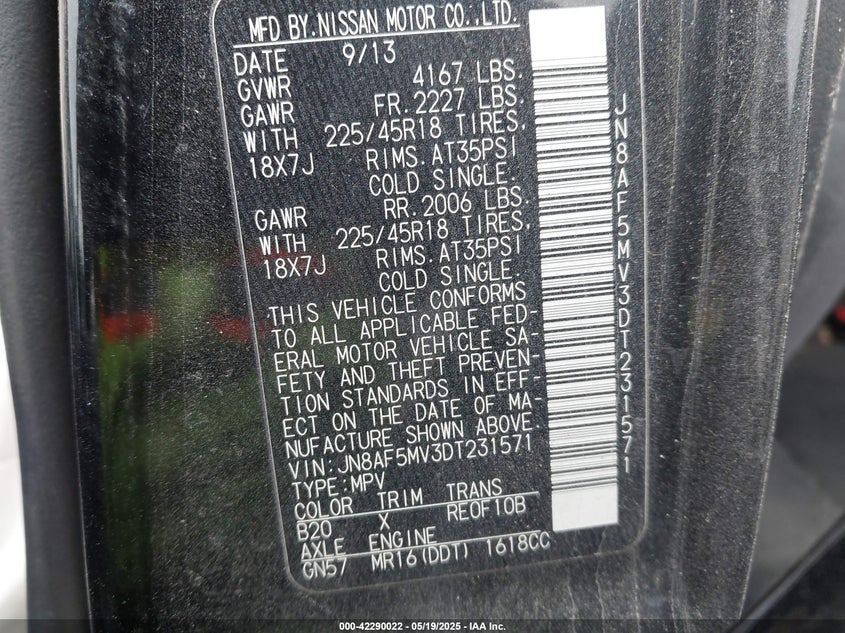 MFD BY.NISSAN MOTOR CO.,LTD.
DATE 9/13
GVWR 4167 LBS.
GAWR FR.2227 LBS.
WITH 225/45R18 TIRES,
18X7J RIMS.AT35PSI
COLD SINGLE.
GAWR RR.2006 LBS.
WITH 225/45R18 TIRES,
18X7J RIMS.AT35PSI
COLD SINGLE.
THIS VEHICLE CONFORMS
TO ALL APPLICABLE FED-
ERAL MOTOR VEHICLE SA-
FETY AND THEFT PREVEN-
TION STANDARDS IN EFF-
ECT ON THE DATE OF MA-
NUFACTURE SHOWN ABOVE.
VIN:JN8AF5MV3DT231571
TYPE:MPV
COLOR TRIM TRANS
B20 X REOF10B
AXLE ENGINE
GN57 MR16(DDT) 1618CC
JN8AF5MV3DT231571
000-42290022 - 05/19/2025 - IAA Inc.